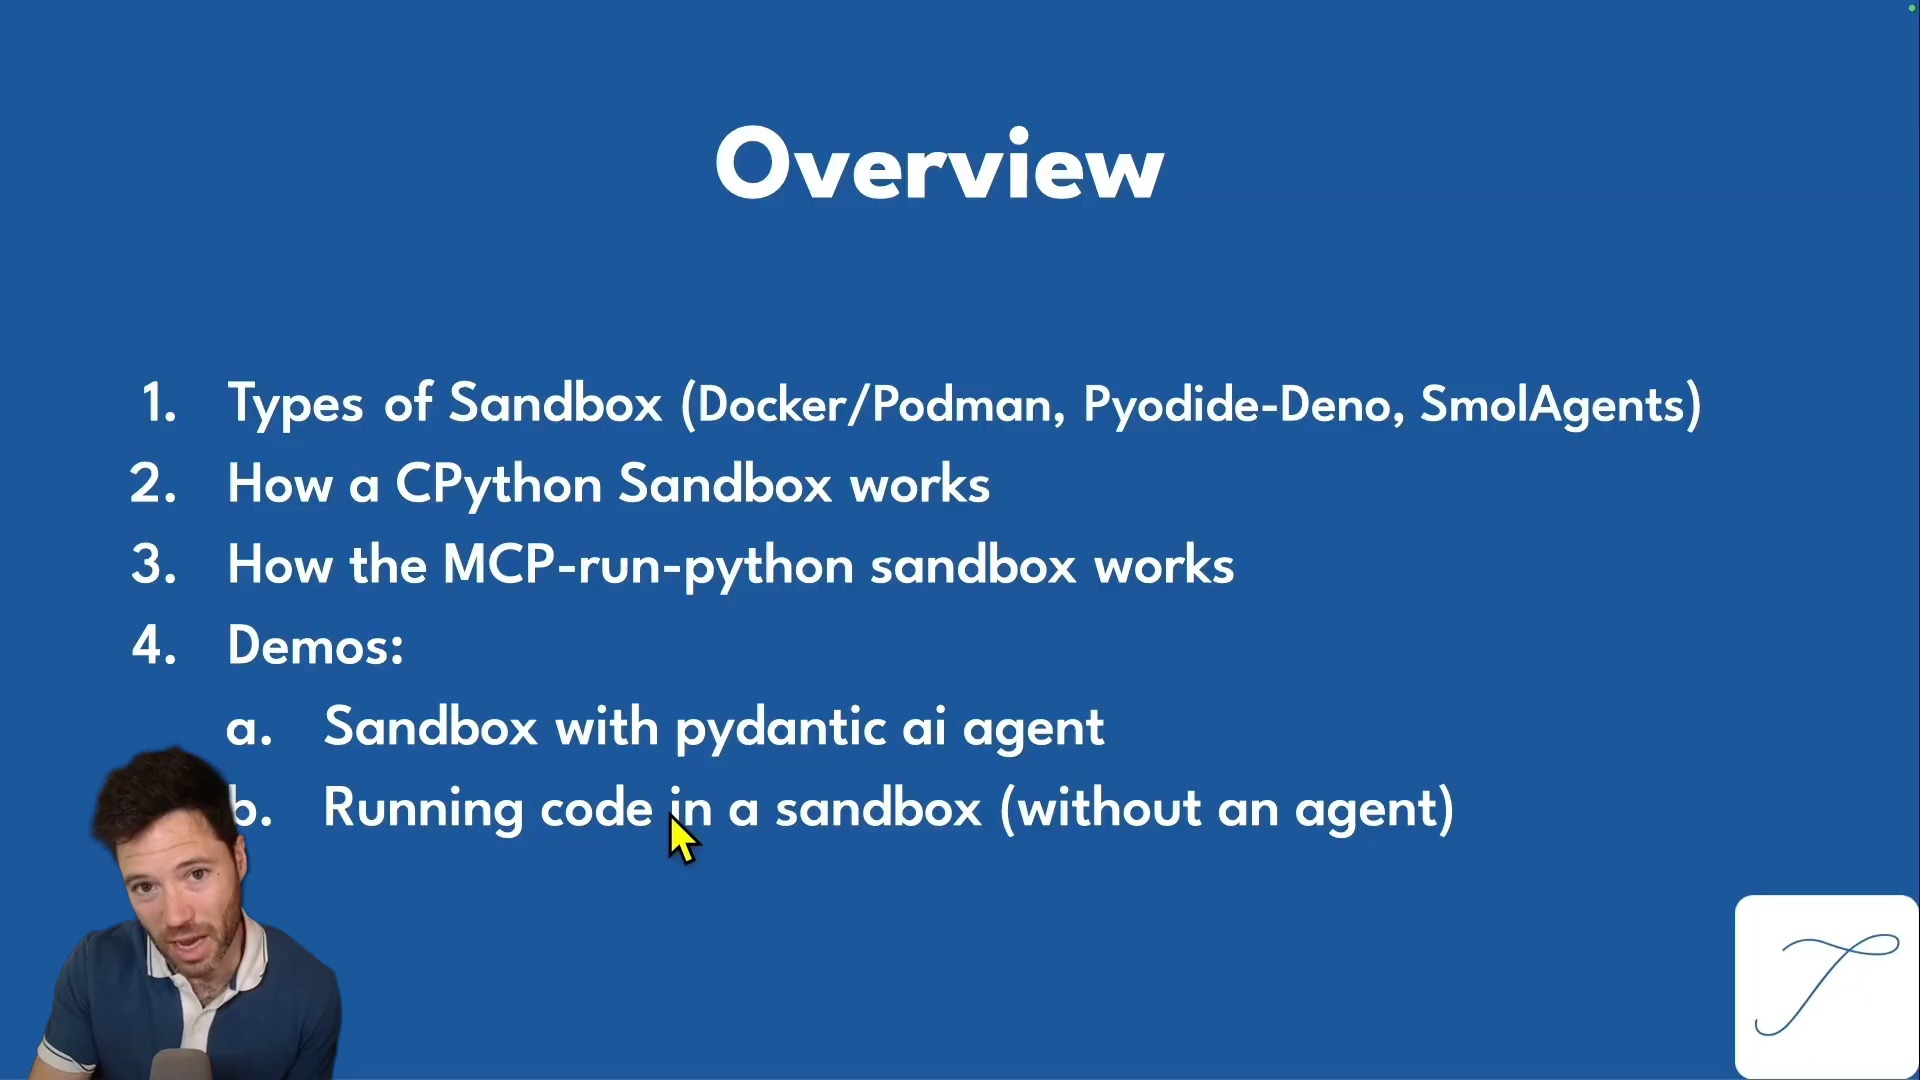 Overview
1. Types of Sandbox (Docker/Podman, Pyodide-Deno, SmolAgents)
2. How a CPython Sandbox works
3. How the MCP-run-python sandbox works
4. Demos:
a. Sandbox with pydantic ai agent
b. Running code in a sandbox (without an agent)
T